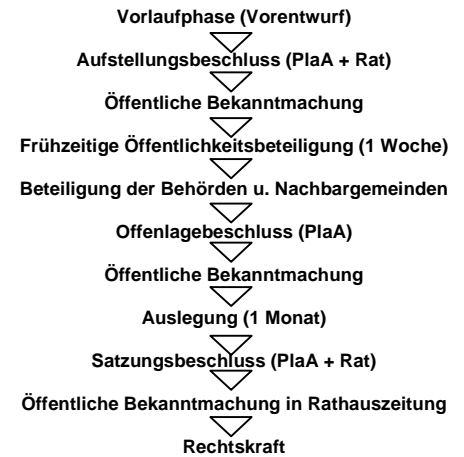 Vorlaufphase (Vorentwurf)
Aufstellungsbeschluss (PlaA + Rat)
Öffentliche Bekanntmachung
Frühzeitige Öffentlichkeitsbeteiligung (1 Woche)
Beteiligung der Behörden u. Nachbargemeinden
Offenlagebeschluss (PlaA)
Öffentliche Bekanntmachung
Auslegung (1 Monat)
Satzungsbeschluss (PlaA + Rat)
Öffentliche Bekanntmachung in Rathauszeitung
Rechtskraft